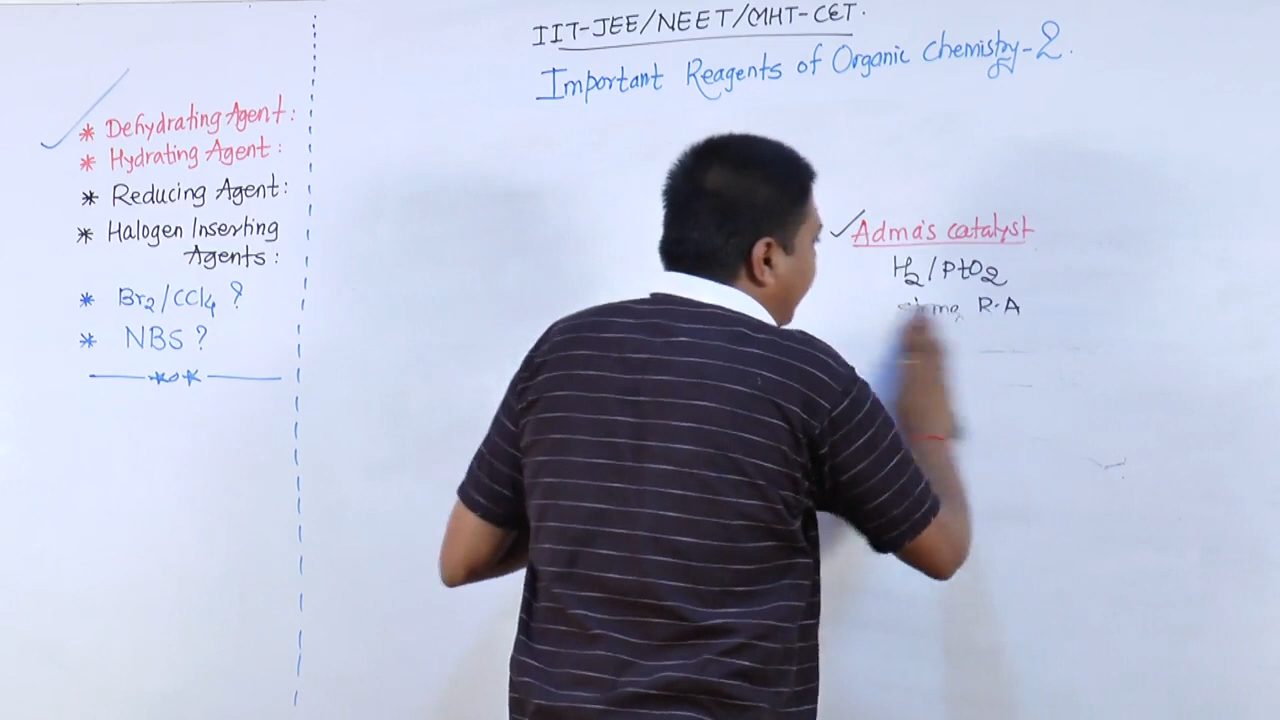 IIT-JEE/NEET/MHT-CET.
Important Reagents of Organic Chemistry-2.
* Dehydrating Agent:
* Hydrating Agent:
* Reducing Agent:
* Halogen Inserting
Agents:
* Br2/CCl4 ?
* NBS ?
Adma's catalyst
H2/PtO2
R.A